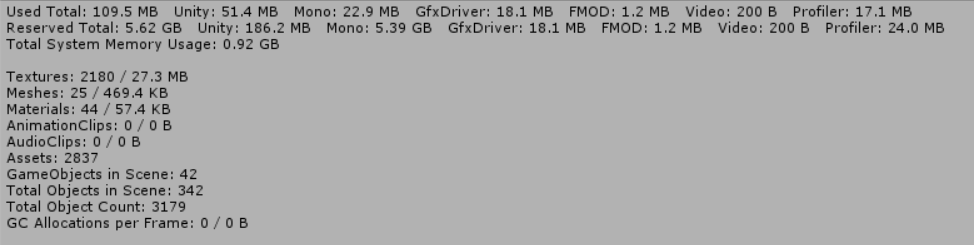 Used Total: 109.5 MB   Unity: 51.4 MB   Mono: 22.9 MB   GfxDriver: 18.1 MB   FMOD: 1.2 MB   Video: 200 B   Profiler: 17.1 MB
Reserved Total: 5.62 GB   Unity: 186.2 MB   Mono: 5.39 GB   GfxDriver: 18.1 MB   FMOD: 1.2 MB   Video: 200 B   Profiler: 24.0 MB
Total System Memory Usage: 0.92 GB
Textures: 2180 / 27.3 MB
Meshes: 25 / 469.4 KB
Materials: 44 / 57.4 KB
AnimationClips: 0 / 0 B
AudioClips: 0 / 0 B
Assets: 2837
GameObjects in Scene: 42
Total Objects in Scene: 342
Total Object Count: 3179
GC Allocations per Frame: 0 / 0 B